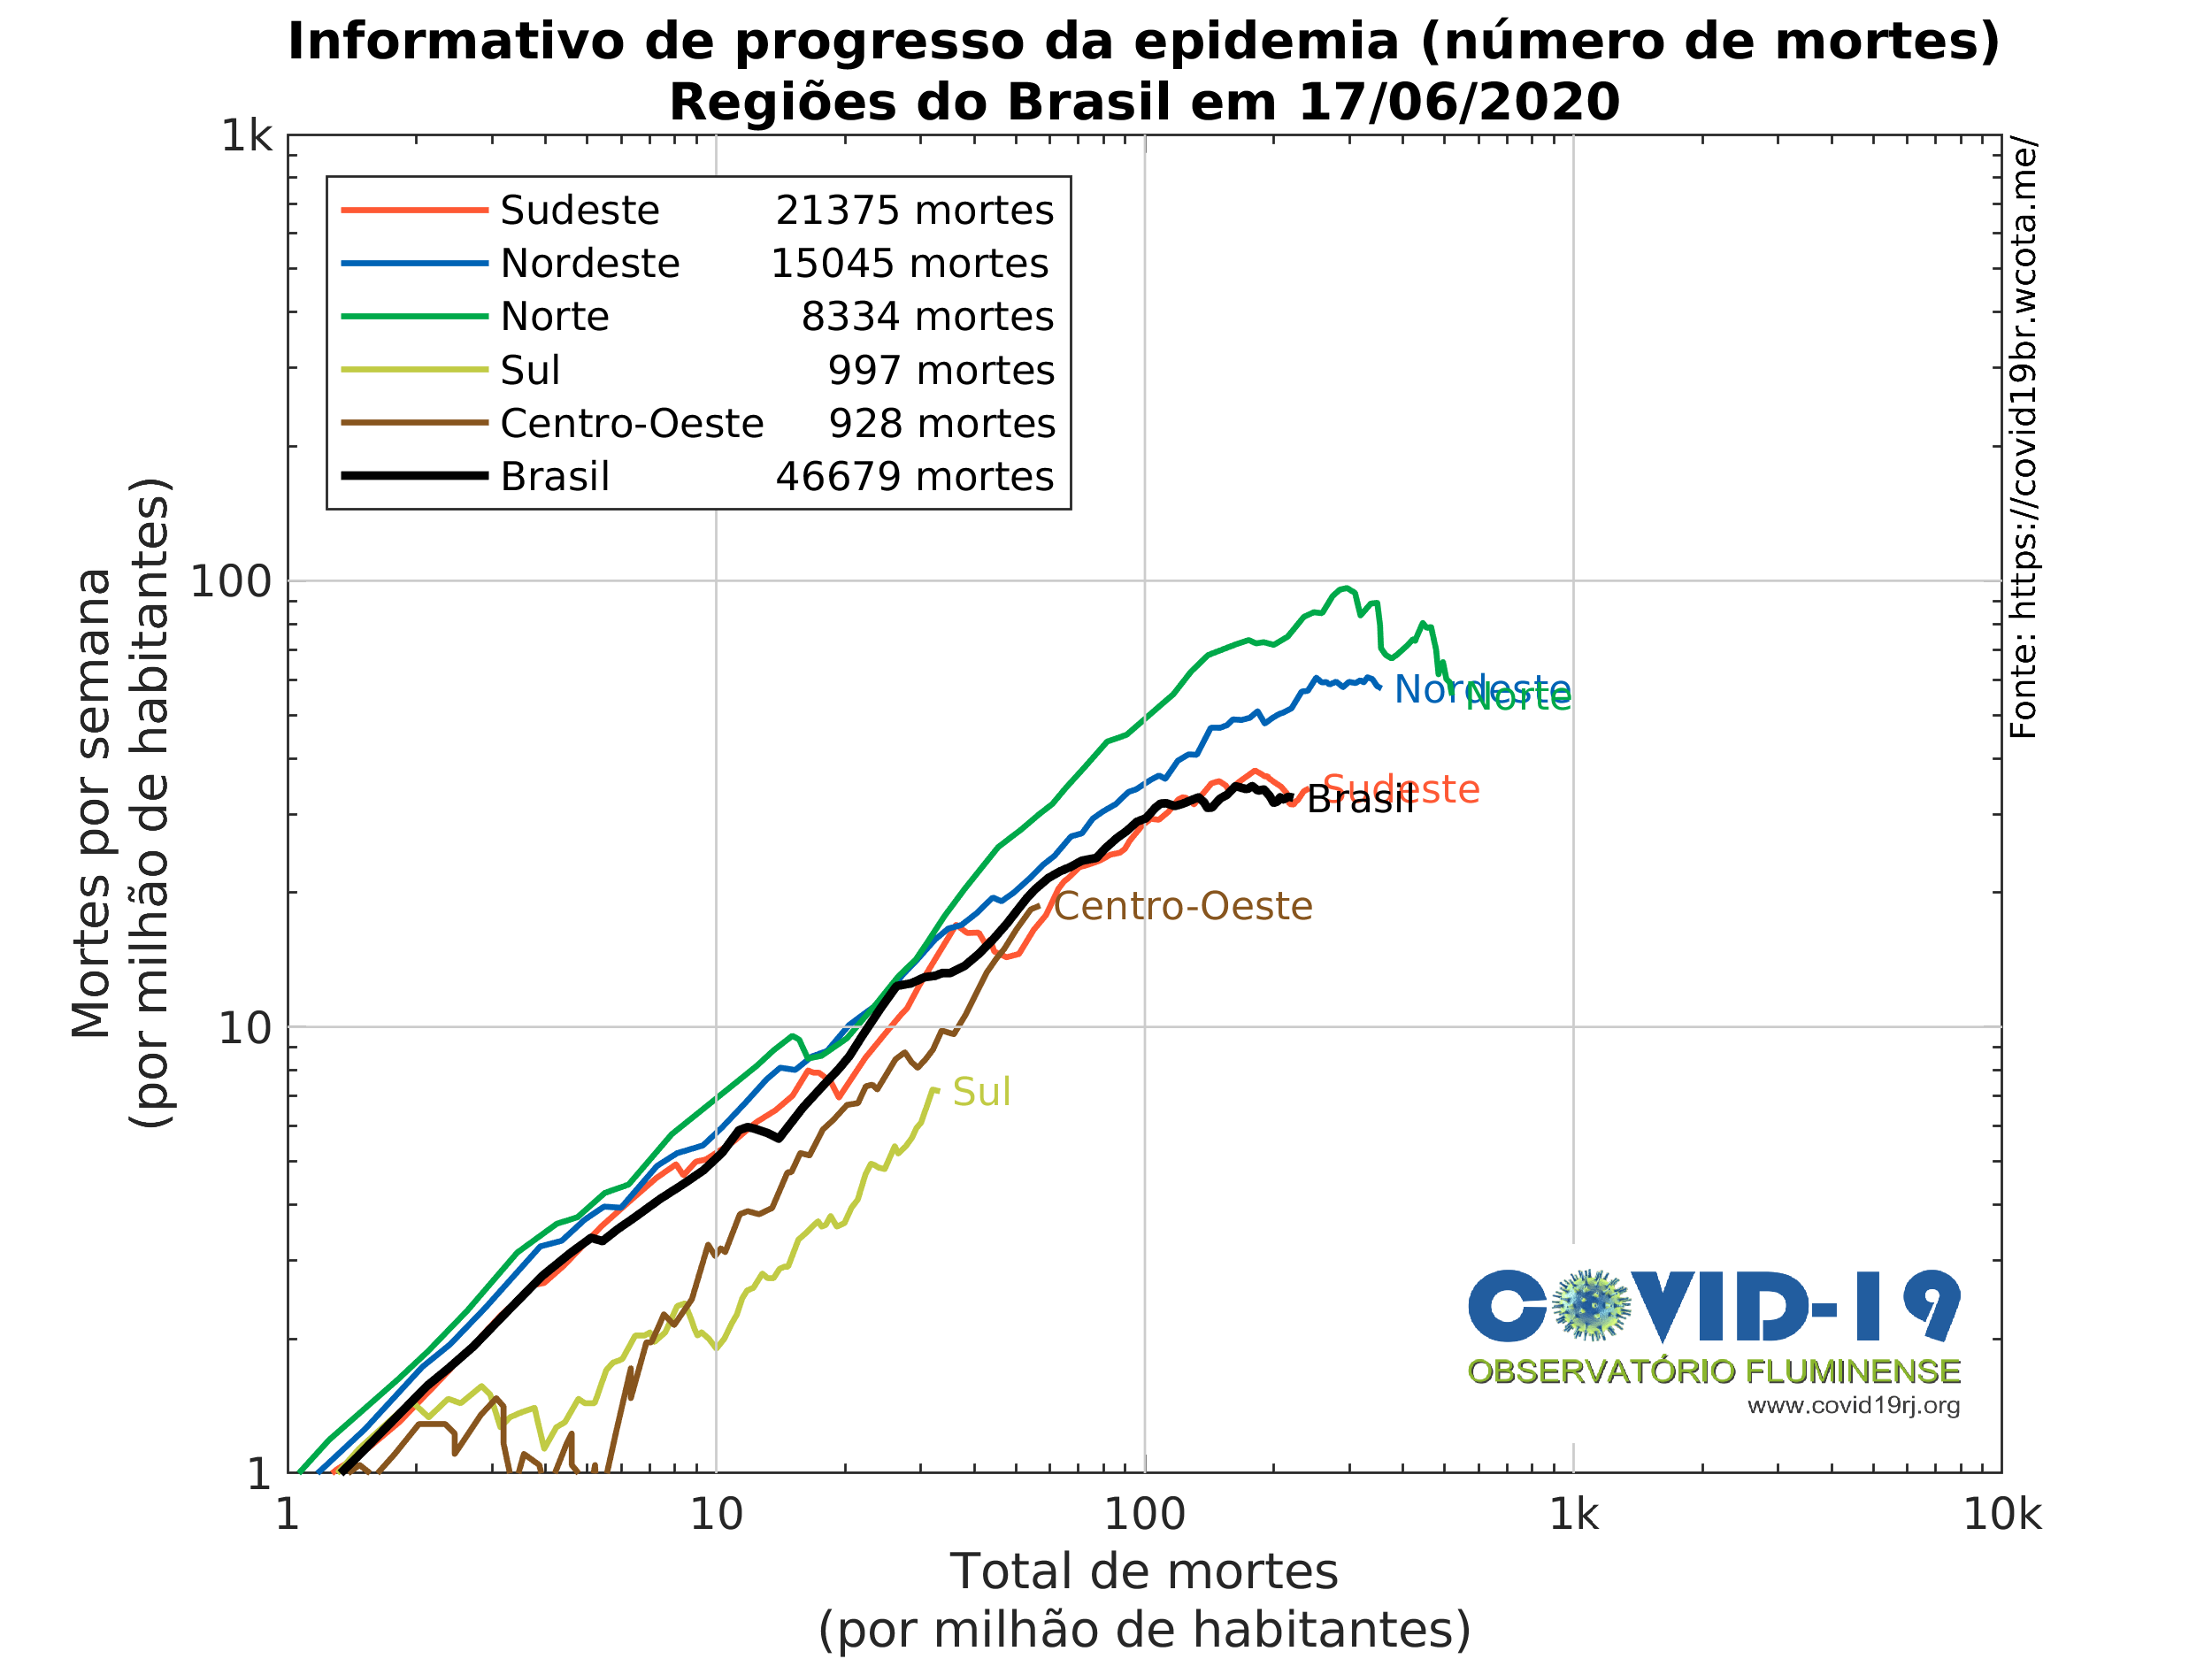 Informativo de progresso da epidemia (número de mortes)
Regiões do Brasil em 17/06/2020
Sudeste 21375 mortes
Nordeste 15045 mortes
Norte 8334 mortes
Sul 997 mortes
Centro-Oeste 928 mortes
Brasil 46679 mortes
1k
100
10
1
Mortes por semana
(por milhão de habitantes)
Fonte: https://covid19br.wcota.me/
Nordeste
Norte
Sudeste
Brasil
Centro-Oeste
Sul
COVID-19
OBSERVATÓRIO FLUMINENSE
www.covid19rj.org
1 10 100 1k 10k
Total de mortes
(por milhão de habitantes)